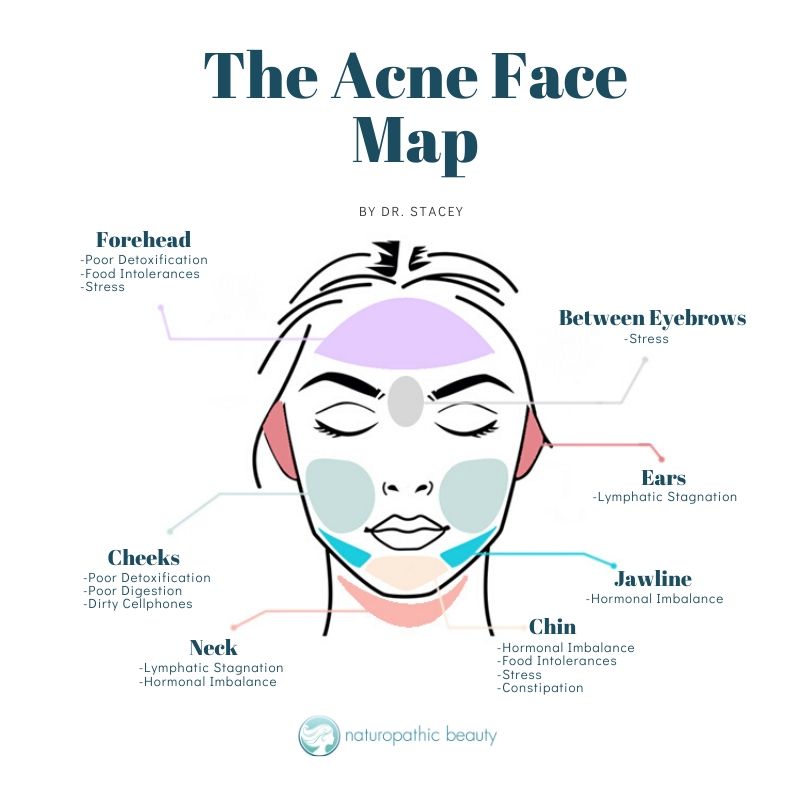 The Acne Face
Map
BY DR. STACEY
Forehead
-Poor Detoxification
-Food Intolerances
-Stress
Between Eyebrows
-Stress
Ears
-Lymphatic Stagnation
Cheeks
-Poor Detoxification
-Poor Digestion
-Dirty Cellphones
Jawline
-Hormonal Imbalance
Neck
-Lymphatic Stagnation
-Hormonal Imbalance
Chin
-Hormonal Imbalance
-Food Intolerances
-Stress
-Constipation
naturopathic beauty